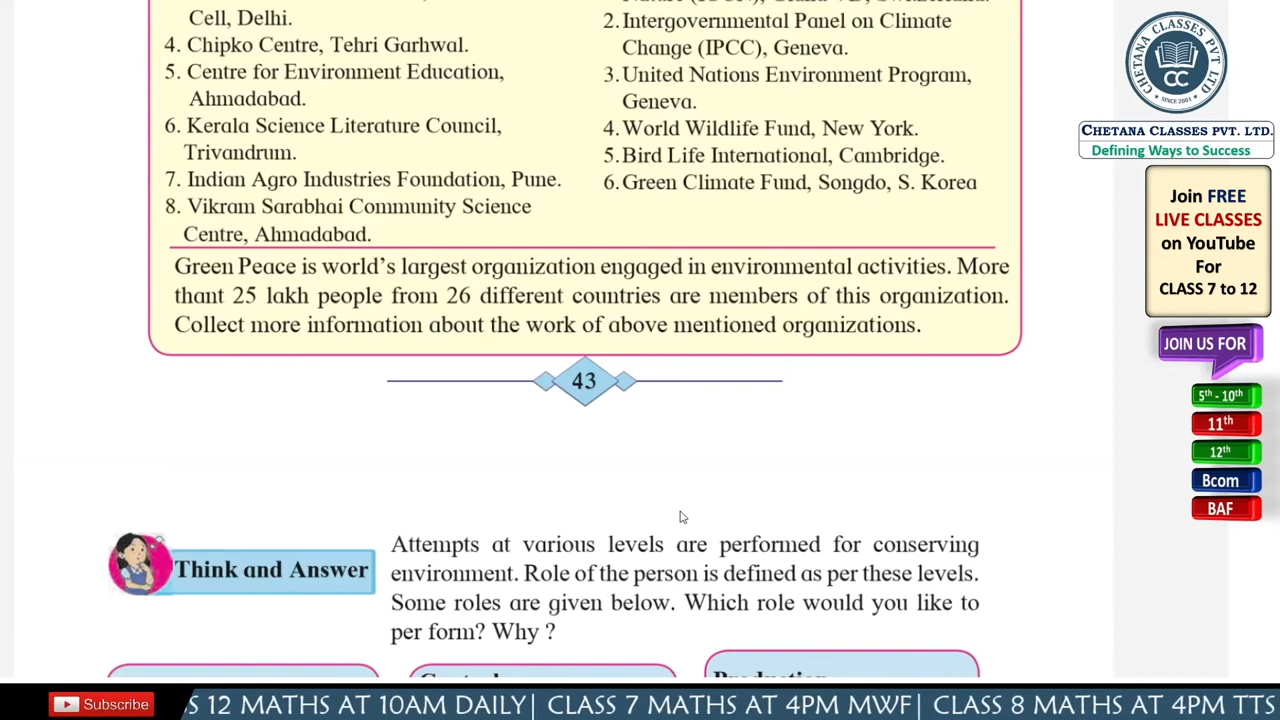 Cell, Delhi.
4. Chipko Centre, Tehri Garhwal.
5. Centre for Environment Education,
Ahmadabad.
6. Kerala Science Literature Council,
Trivandrum.
7. Indian Agro Industries Foundation, Pune.
8. Vikram Sarabhai Community Science
Centre, Ahmadabad.
2. Intergovernmental Panel on Climate
Change (IPCC), Geneva.
3. United Nations Environment Program,
Geneva.
4. World Wildlife Fund, New York.
5. Bird Life International, Cambridge.
6. Green Climate Fund, Songdo, S. Korea
Green Peace is world's largest organization engaged in environmental activities. More
thant 25 lakh people from 26 different countries are members of this organization.
Collect more information about the work of above mentioned organizations.
43
Think and Answer
Attempts at various levels are performed for conserving
environment. Role of the person is defined as per these levels.
Some roles are given below. Which role would you like to
per form? Why ?
CHETANA CLASSES PVT LTD
CC
SINCE 2001
CHETANA CLASSES PVT. LTD.
Defining Ways to Success
Join FREE
LIVE CLASSES
on YouTube
For
CLASS 7 to 12
JOIN US FOR
5th - 10th
11th
12th
Bcom
BAF
Subscribe
SS 12 MATHS AT 10AM DAILY| CLASS 7 MATHS AT 4PM MWF| CLASS 8 MATHS AT 4PM TTS